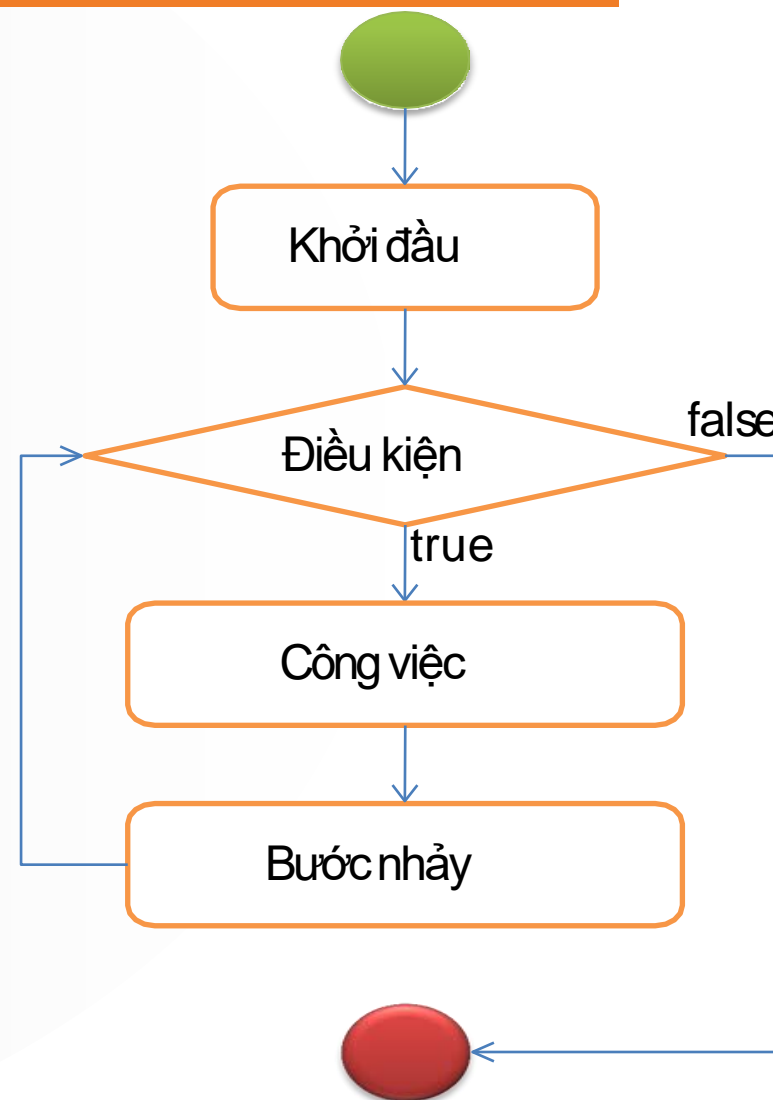 Khởi đầu
false
Điều kiện
true
Công việc
Bước nhảy